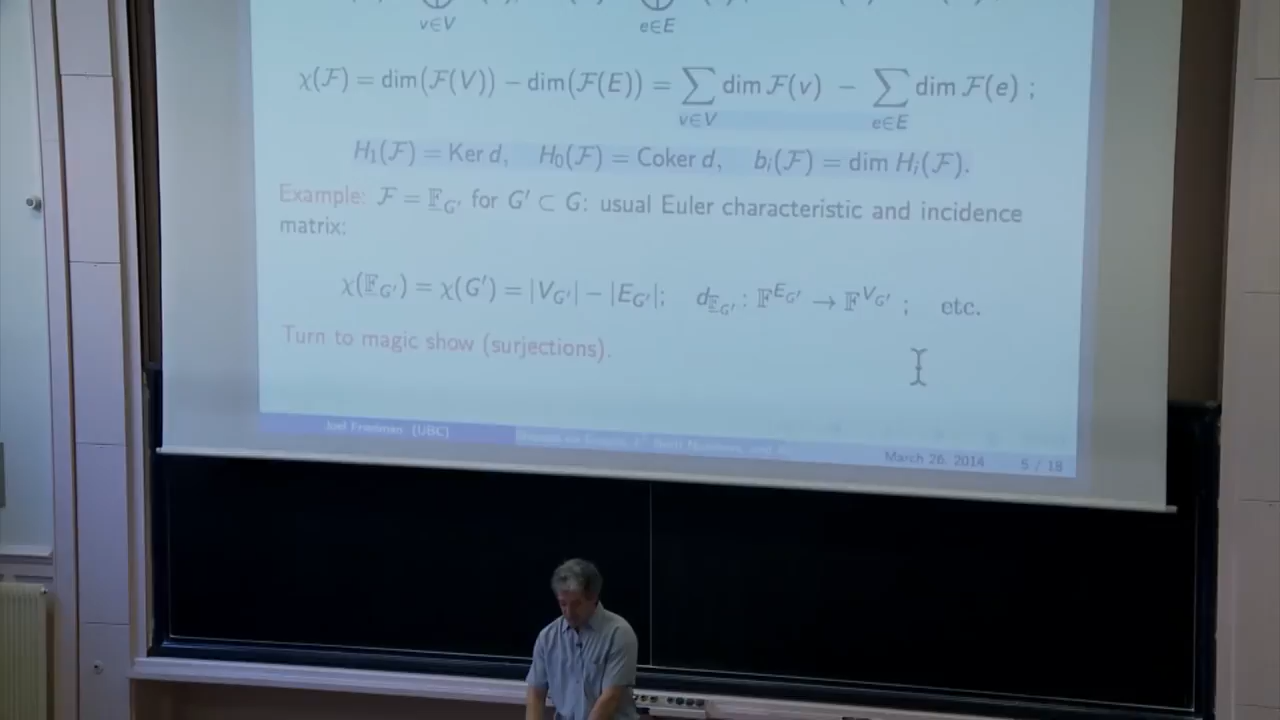 v∈V e∈E
χ(ℱ) = dim(ℱ(V)) − dim(ℱ(E)) = ∑_{v∈V} dim ℱ(v) − ∑_{e∈E} dim ℱ(e) ;
H₁(ℱ) = Ker d, H₀(ℱ) = Coker d, bᵢ(ℱ) = dim Hᵢ(ℱ).
Example: ℱ = 𝔽_{G′} for G′ ⊂ G: usual Euler characteristic and incidence
matrix:
χ(𝔽_{G′}) = χ(G′) = |V_{G′}| − |E_{G′}|; d_{𝔽_{G′}} : 𝔽^{E_{G′}} → 𝔽^{V_{G′}} ; etc.
Turn to magic show (surjections).
Joel Friedman (UBC) March 26, 2014 5 / 18